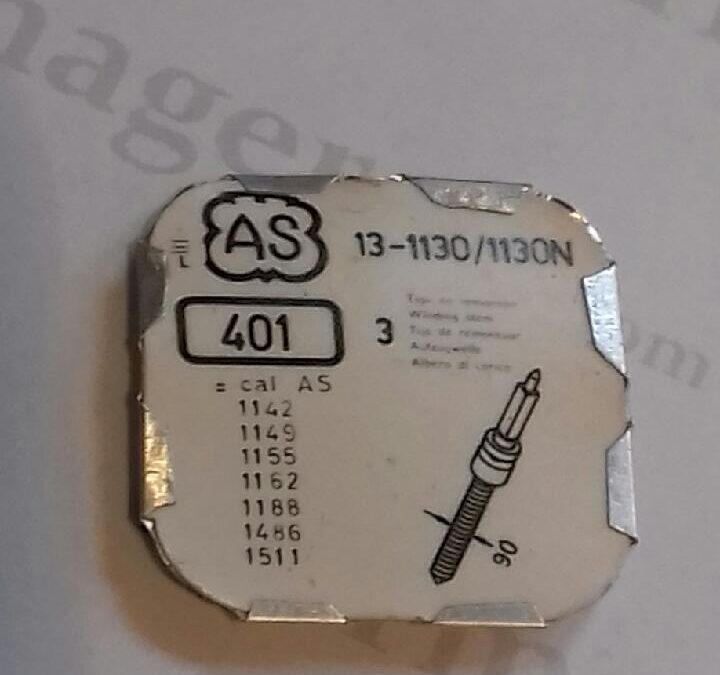 AS
13-1130/1130N
401
3
Winding stem
= cal AS
1142
1149
1155
1162
1188
1486
1511
90